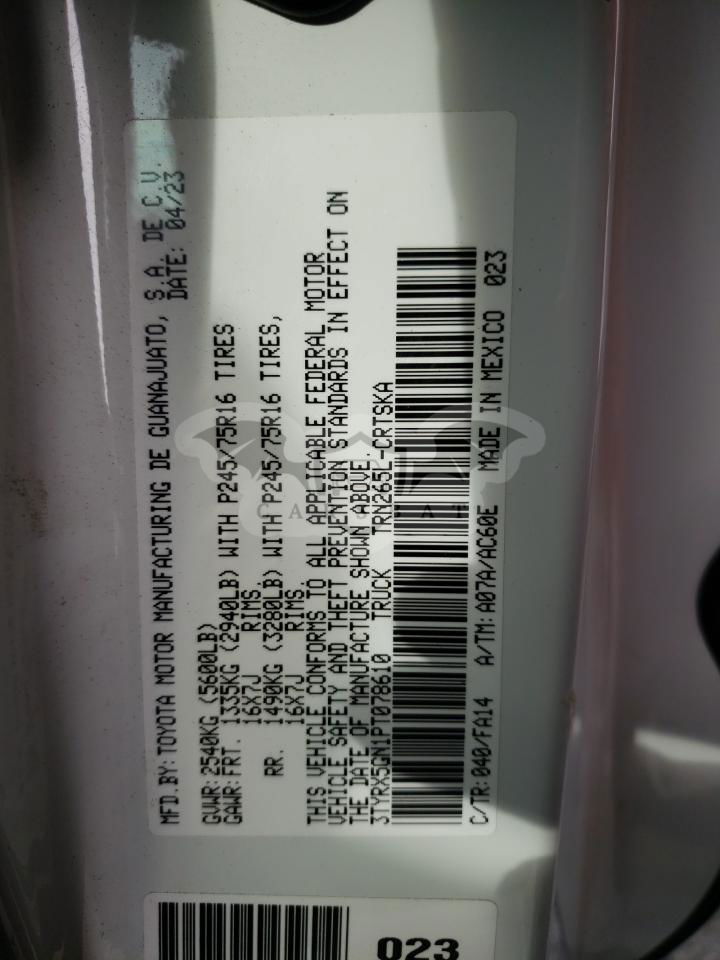 MFD.BY: TOYOTA MOTOR MANUFACTURING DE GUANAJUATO, S.A. DE C.V.
DATE: 04/23
GVWR: 2540KG (5600LB)
GAWR: FRT. 1335KG (2940LB) WITH P245/75R16 TIRES
16X7J RIMS,
RR. 1490KG (3280LB) WITH P245/75R16 TIRES,
16X7J RIMS,
THIS VEHICLE CONFORMS TO ALL APPLICABLE FEDERAL MOTOR
VEHICLE SAFETY AND THEFT PREVENTION STANDARDS IN EFFECT ON
THE DATE OF MANUFACTURE SHOWN ABOVE.
3TYRX5GN1PT078610 TRUCK TRN265L-CRTSKA
C/TR: 040/FA14 A/TM: A07A/AC60E MADE IN MEXICO 023
023